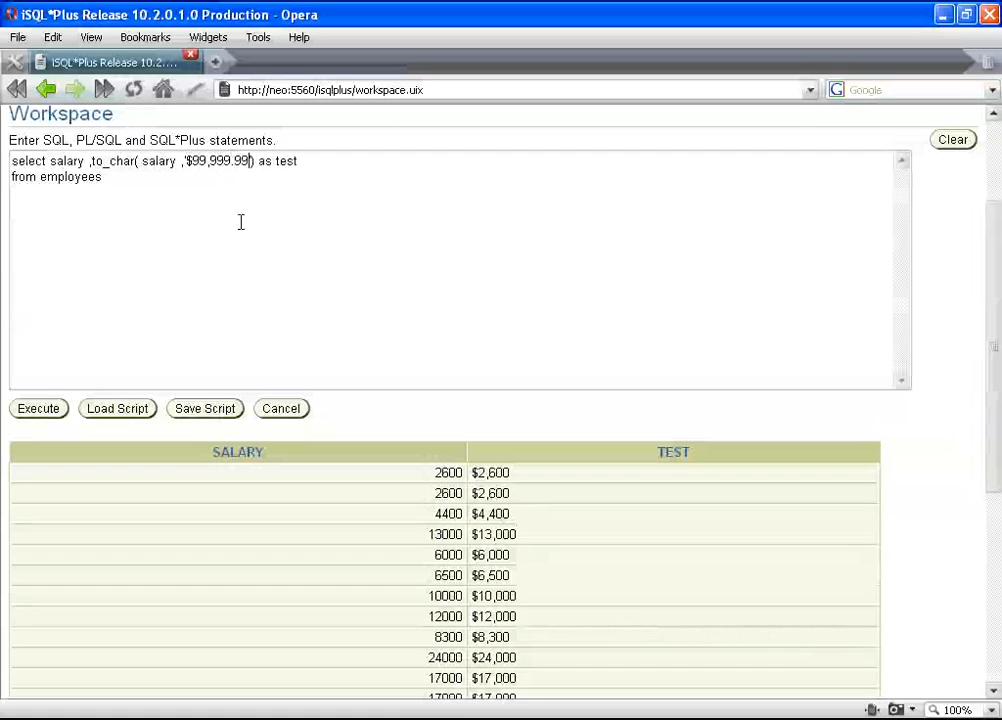 iSQL*Plus Release 10.2.0.1.0 Production - Opera
File Edit View Bookmarks Widgets Tools Help
iSQL*Plus Release 10.2....
http://neo:5560/isqlplus/workspace.uix Google
Workspace
Enter SQL, PL/SQL and SQL*Plus statements. Clear
select salary ,to_char( salary ,'$99,999.99) as test
from employees
Execute Load Script Save Script Cancel
SALARY TEST
2600 $2,600
2600 $2,600
4400 $4,400
13000 $13,000
6000 $6,000
6500 $6,500
10000 $10,000
12000 $12,000
8300 $8,300
24000 $24,000
17000 $17,000
17000 $17,000
100%